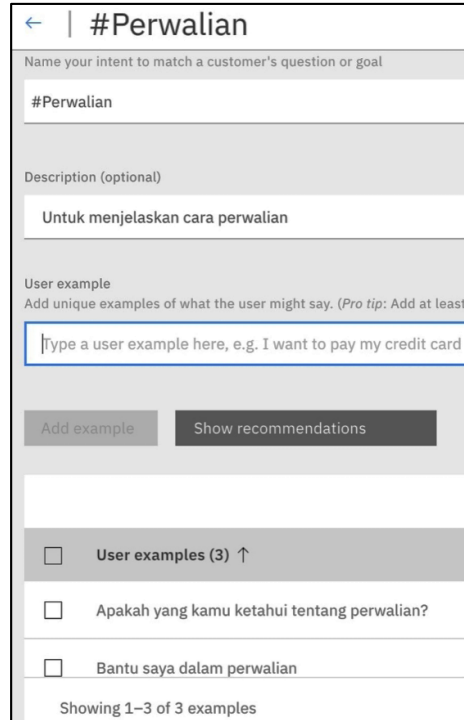 ← | #Perwalian
Name your intent to match a customer's question or goal
#Perwalian
Description (optional)
Untuk menjelaskan cara perwalian
User example
Add unique examples of what the user might say. (Pro tip: Add at least
Type a user example here, e.g. I want to pay my credit card
Add example Show recommendations
User examples (3) ↑
Apakah yang kamu ketahui tentang perwalian?
Bantu saya dalam perwalian
Showing 1–3 of 3 examples